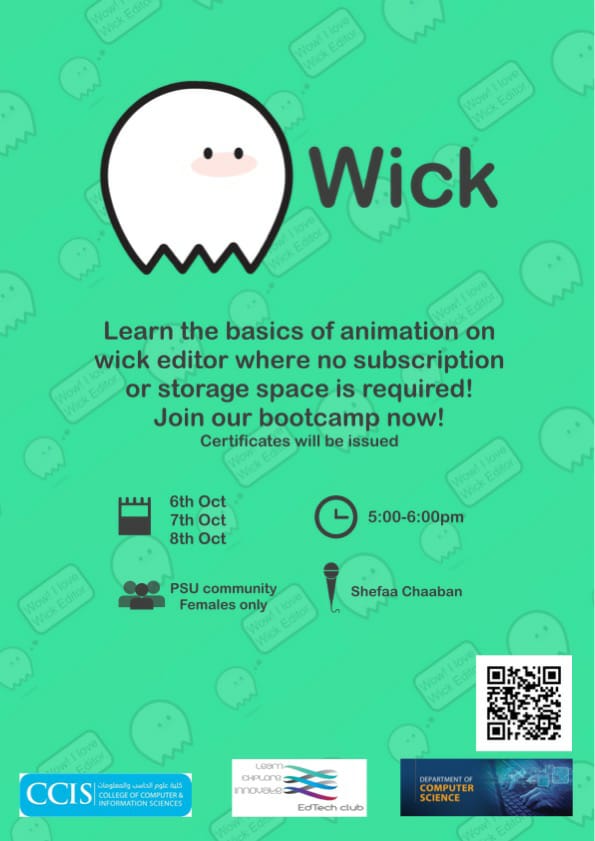 Wow! I love
Wick Editor
Wick
Learn the basics of animation on
wick editor where no subscription
or storage space is required!
Join our bootcamp now!
Certificates will be issued
6th Oct
7th Oct
8th Oct
5:00-6:00pm
PSU community
Females only
Shefaa Chaaban
CCIS
كلية علوم الحاسب والمعلومات
COLLEGE OF COMPUTER &
INFORMATION SCIENCES
LEARN
EXPLORE
INNOVATE
EdTech club
DEPARTMENT OF
COMPUTER
SCIENCE